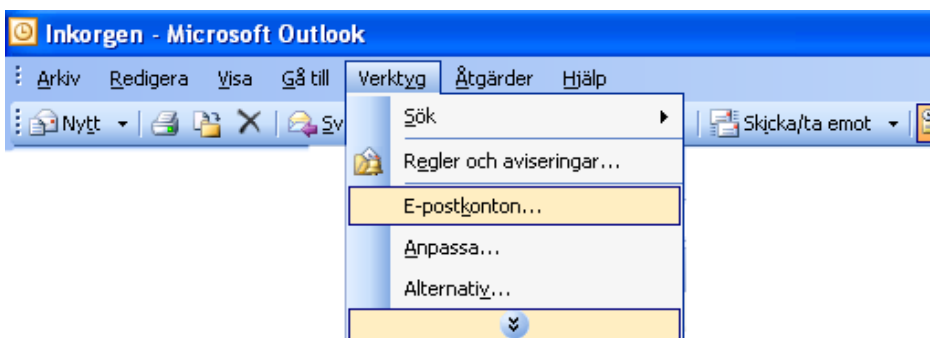 Inkorgen - Microsoft Outlook
Arkiv Redigera Visa Gå till Verktyg Åtgärder Hjälp
Nytt Sv Skicka/ta emot
Sök
Regler och aviseringar...
E-postkonton...
Anpassa...
Alternativ...